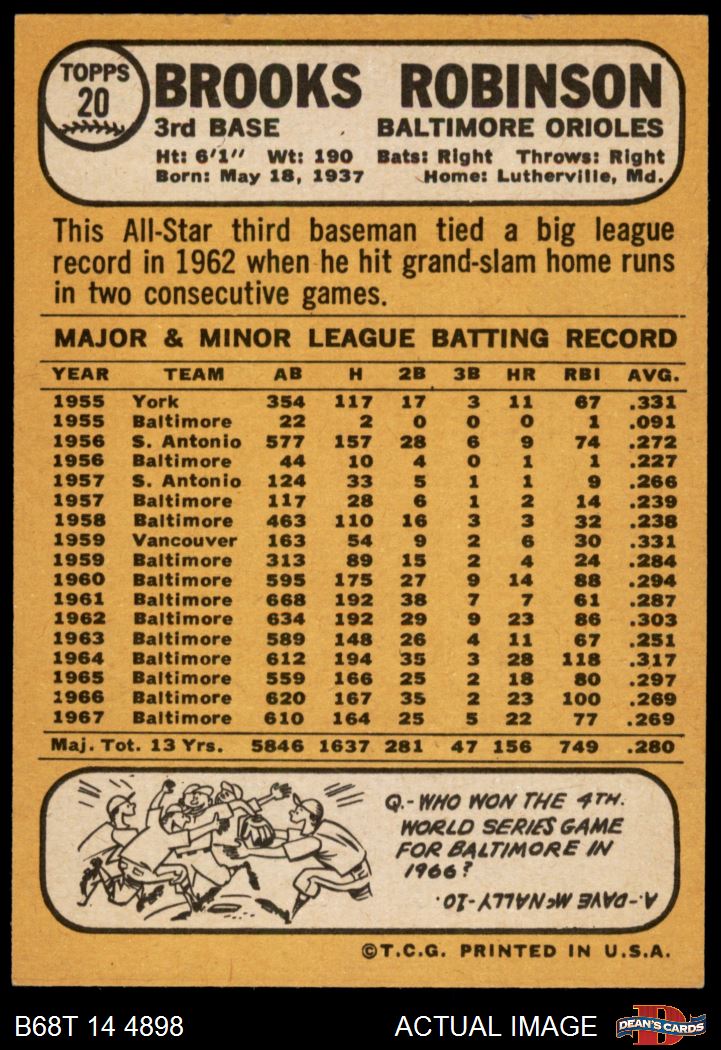 TOPPS
20
BROOKS ROBINSON
3rd BASE BALTIMORE ORIOLES
Ht: 6'1" Wt: 190 Bats: Right Throws: Right
Born: May 18, 1937 Home: Lutherville, Md.
This All-Star third baseman tied a big league
record in 1962 when he hit grand-slam home runs
in two consecutive games.
MAJOR & MINOR LEAGUE BATTING RECORD
YEAR TEAM AB H 2B 3B HR RBI AVG.
1955 York 354 117 17 3 11 67 .331
1955 Baltimore 22 2 0 0 0 1 .091
1956 S. Antonio 577 157 28 6 9 74 .272
1956 Baltimore 44 10 4 0 1 1 .227
1957 S. Antonio 124 33 5 1 1 9 .266
1957 Baltimore 117 28 6 1 2 14 .239
1958 Baltimore 463 110 16 3 3 32 .238
1959 Vancouver 163 54 9 2 6 30 .331
1959 Baltimore 313 89 15 2 4 24 .284
1960 Baltimore 595 175 27 9 14 88 .294
1961 Baltimore 668 192 38 7 7 61 .287
1962 Baltimore 634 192 29 9 23 86 .303
1963 Baltimore 589 148 26 4 11 67 .251
1964 Baltimore 612 194 35 3 28 118 .317
1965 Baltimore 559 166 25 2 18 80 .297
1966 Baltimore 620 167 35 2 23 100 .269
1967 Baltimore 610 164 25 5 22 77 .269
Maj. Tot. 13 Yrs. 5846 1637 281 47 156 749 .280
Q.- WHO WON THE 4TH.
WORLD SERIES GAME
FOR BALTIMORE IN
1966?
A.- DAVE McNALLY-10.
©T.C.G. PRINTED IN U.S.A.
B68T 14 4898 ACTUAL IMAGE
D
DEAN'S CARDS